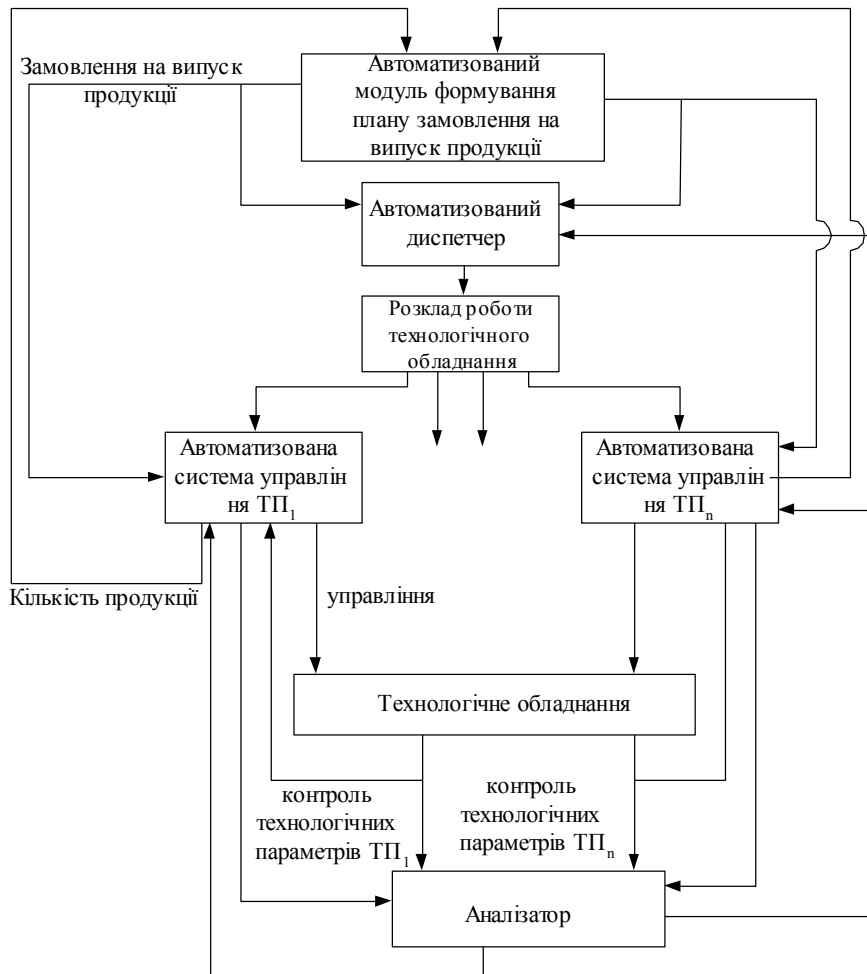 Замовлення на випуск
продукції
Автоматизований
модуль формування
плану замовлення на
випуск продукції
Автоматизований
диспетчер
Розклад роботи
технологічного
обладнання
Автоматизована
система управлін
ня ТП₁
Автоматизована
система управлін
ня ТПₙ
Кількість продукції
управління
Технологічне обладнання
контроль
технологічних
параметрів ТП₁
контроль
технологічних
параметрів ТПₙ
Аналізатор